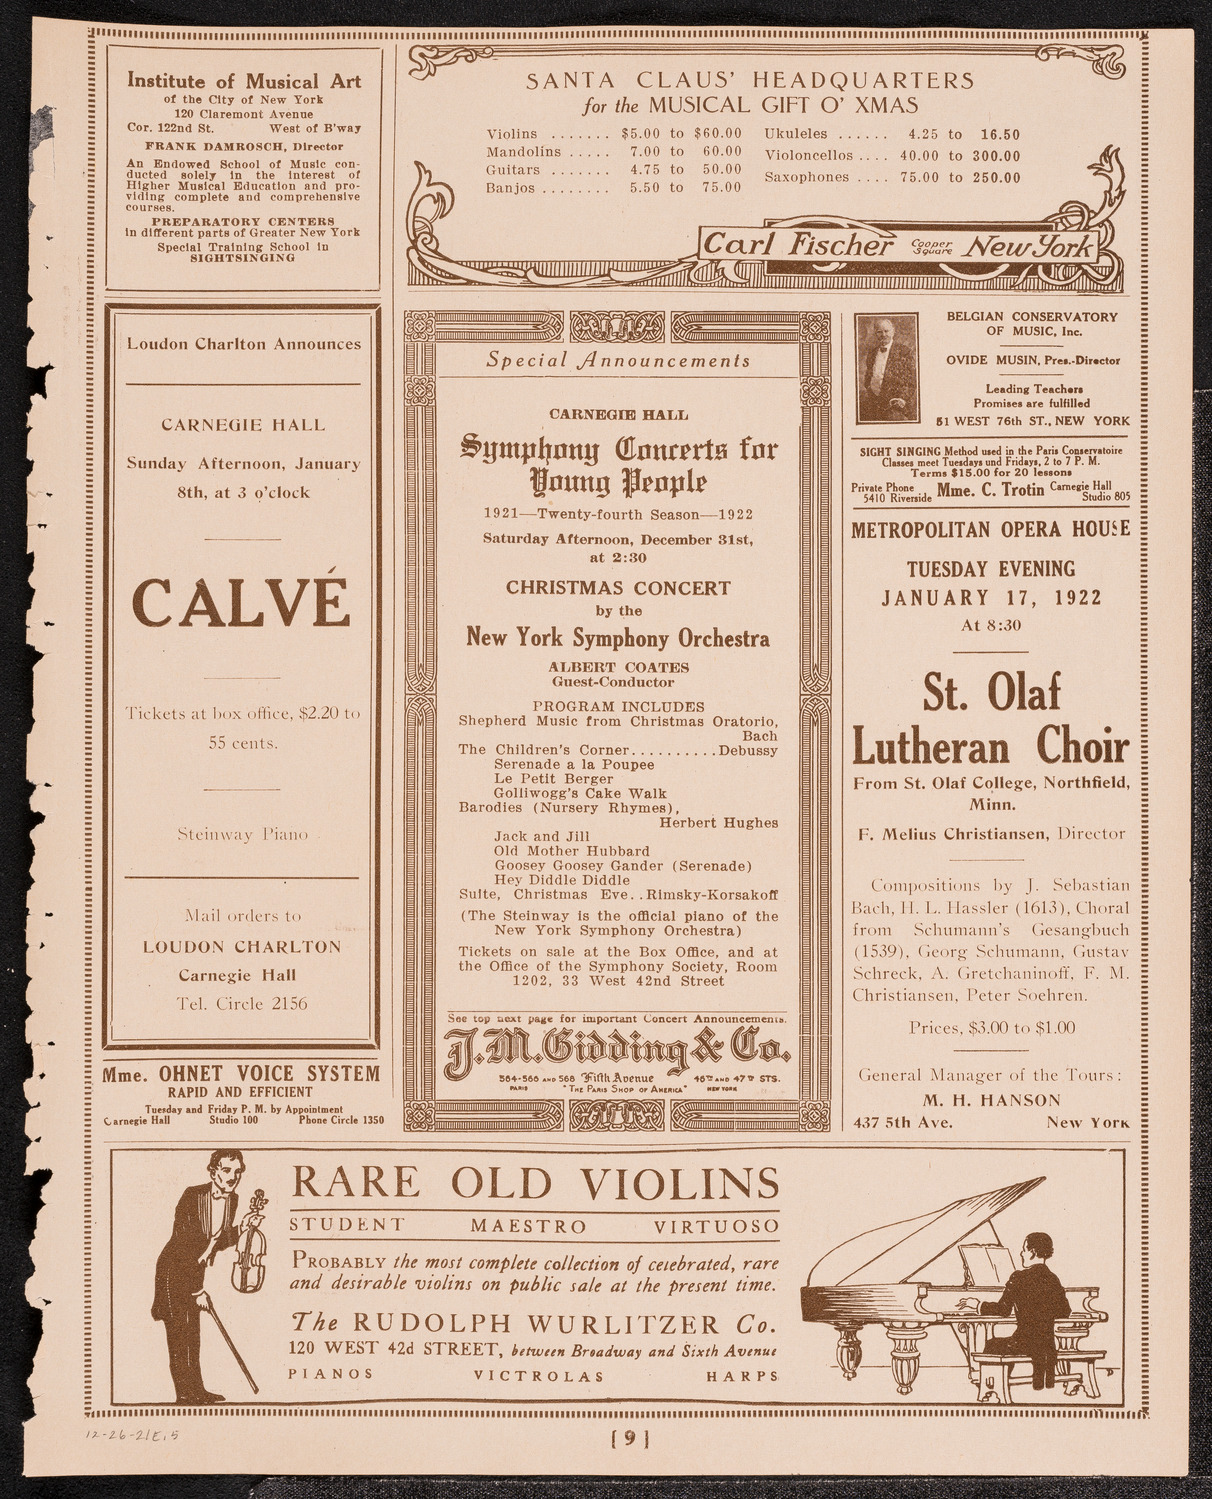 Institute of Musical Art
of the City of New York
120 Claremont Avenue
Cor. 122nd St. West of B'way
FRANK DAMROSCH, Director
An Endowed School of Music con-
ducted solely in the interest of
Higher Musical Education and pro-
viding complete and comprehensive
courses.
PREPARATORY CENTERS
in different parts of Greater New York
Special Training School in
SIGHTSINGING
SANTA CLAUS' HEADQUARTERS
for the MUSICAL GIFT O' XMAS
Violins ....... $5.00 to $60.00
Mandolins ..... 7.00 to 60.00
Guitars ....... 4.75 to 50.00
Banjos ........ 5.50 to 75.00
Ukuleles ...... 4.25 to 16.50
Violoncellos .... 40.00 to 300.00
Saxophones .... 75.00 to 250.00
Carl Fischer Cooper Square New York
Loudon Charlton Announces
CARNEGIE HALL
Sunday Afternoon, January
8th, at 3 o'clock
CALVÉ
Tickets at box office, $2.20 to
55 cents.
Steinway Piano
Mail orders to
LOUDON CHARLTON
Carnegie Hall
Tel. Circle 2156
Mme. OHNET VOICE SYSTEM
RAPID AND EFFICIENT
Tuesday and Friday P. M. by Appointment
Carnegie Hall Studio 100 Phone Circle 1350
Special Announcements
CARNEGIE HALL
Symphony Concerts for
Young People
1921—Twenty-fourth Season—1922
Saturday Afternoon, December 31st,
at 2:30
CHRISTMAS CONCERT
by the
New York Symphony Orchestra
ALBERT COATES
Guest-Conductor
PROGRAM INCLUDES
Shepherd Music from Christmas Oratorio,
Bach
The Children's Corner..........Debussy
Serenade a la Poupee
Le Petit Berger
Golliwogg's Cake Walk
Barodies (Nursery Rhymes),
Herbert Hughes
Jack and Jill
Old Mother Hubbard
Goosey Goosey Gander (Serenade)
Hey Diddle Diddle
Suite, Christmas Eve..Rimsky-Korsakoff
(The Steinway is the official piano of the
New York Symphony Orchestra)
Tickets on sale at the Box Office, and at
the Office of the Symphony Society, Room
1202, 33 West 42nd Street
See top next page for important Concert Announcements.
J. M. Gidding & Co.
564-566 AND 568 Fifth Avenue 46TH AND 47TH STS.
PARIS "THE PARIS SHOP OF AMERICA" NEW YORK
BELGIAN CONSERVATORY
OF MUSIC, Inc.
OVIDE MUSIN, Pres.-Director
Leading Teachers
Promises are fulfilled
51 WEST 76th ST., NEW YORK
SIGHT SINGING Method used in the Paris Conservatoire
Classes meet Tuesdays und Fridays, 2 to 7 P. M.
Terms $15.00 for 20 lessons
Private Phone 5410 Riverside Mme. C. Trotin Carnegie Hall Studio 805
METROPOLITAN OPERA HOUSE
TUESDAY EVENING
JANUARY 17, 1922
At 8:30
St. Olaf
Lutheran Choir
From St. Olaf College, Northfield,
Minn.
F. Melius Christiansen, Director
Compositions by J. Sebastian
Bach, H. L. Hassler (1613), Choral
from Schumann's Gesangbuch
(1539), Georg Schumann, Gustav
Schreck, A. Gretchaninoff, F. M.
Christiansen, Peter Soehren.
Prices, $3.00 to $1.00
General Manager of the Tours:
M. H. HANSON
437 5th Ave. New York
RARE OLD VIOLINS
STUDENT MAESTRO VIRTUOSO
PROBABLY the most complete collection of celebrated, rare
and desirable violins on public sale at the present time.
The RUDOLPH WURLITZER Co.
120 WEST 42d STREET, between Broadway and Sixth Avenue
PIANOS VICTROLAS HARPS
12-26-21E,5
[ 9 ]